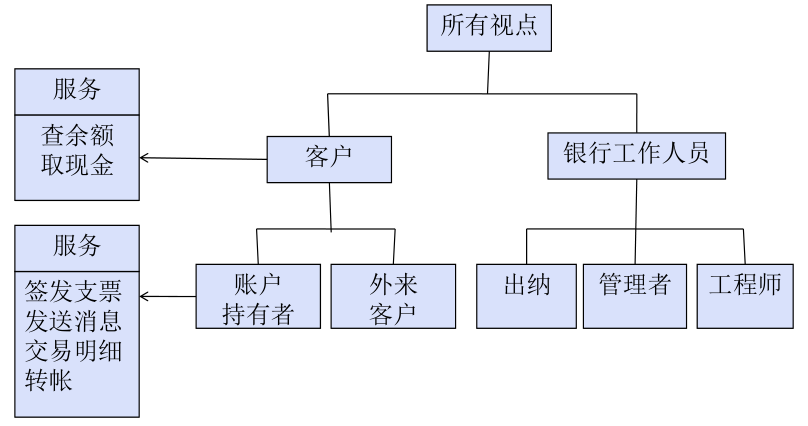 所有视点
服务
查余额
取现金
客户
银行工作人员
服务
签发支票
发送消息
交易明细
转帐
账户
持有者
外来
客户
出纳
管理者
工程师